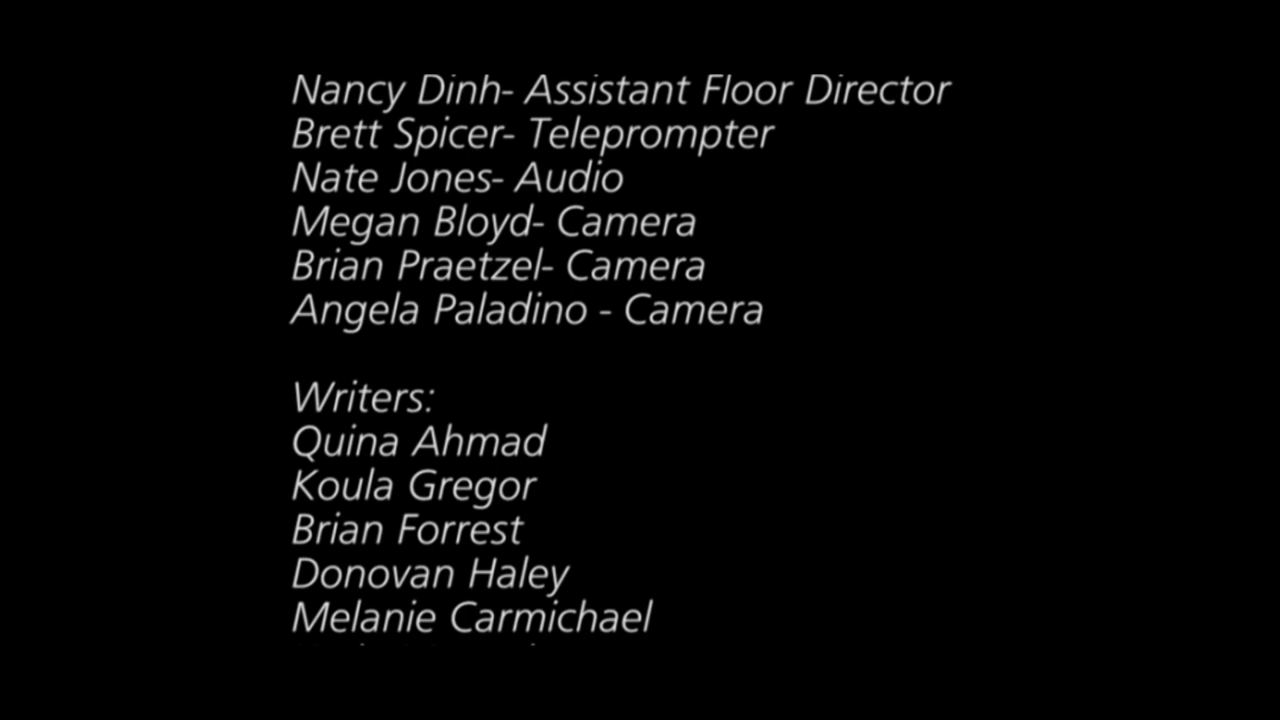 Nancy Dinh- Assistant Floor Director
Brett Spicer- Teleprompter
Nate Jones- Audio
Megan Bloyd- Camera
Brian Praetzel- Camera
Angela Paladino - Camera
Writers:
Quina Ahmad
Koula Gregor
Brian Forrest
Donovan Haley
Melanie Carmichael